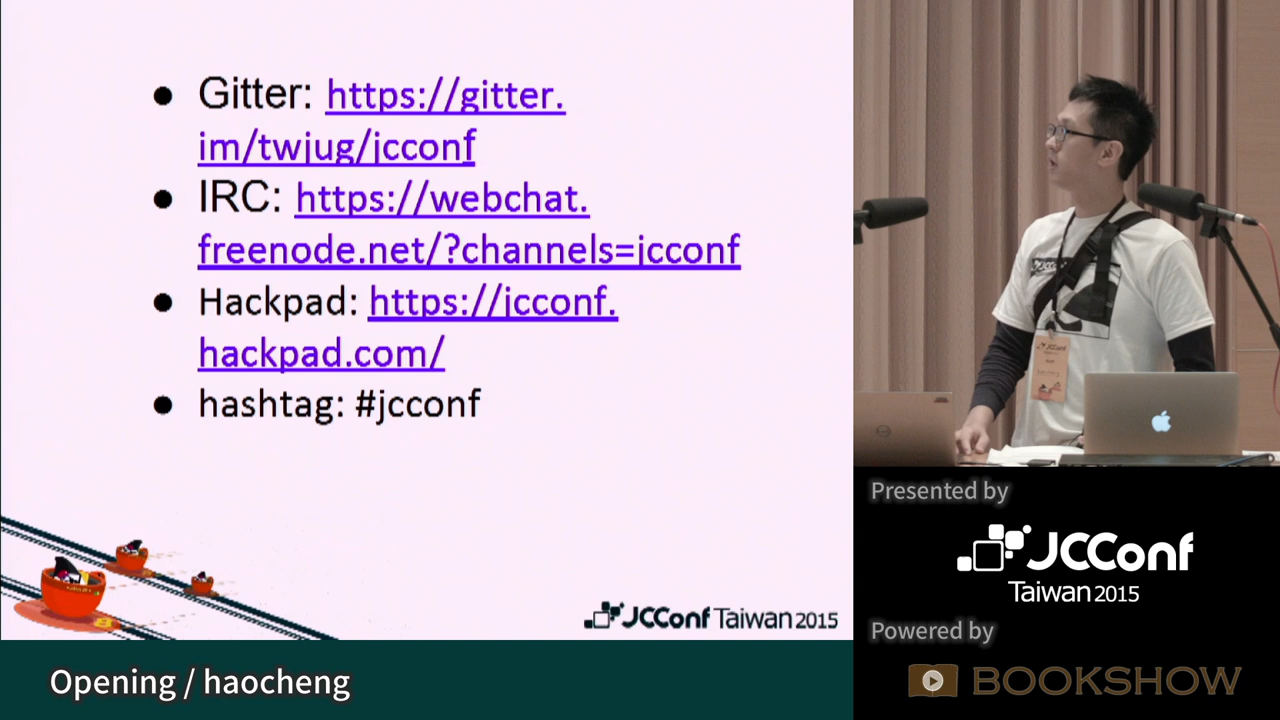 Gitter: https://gitter.
im/twjug/jcconf
IRC: https://webchat.
freenode.net/?channels=jcconf
Hackpad: https://jcconf.
hackpad.com/
hashtag: #jcconf
JCConf Taiwan 2015
Opening / haocheng
JCConf
Presented by
JCConf
Taiwan 2015
Powered by
BOOKSHOW